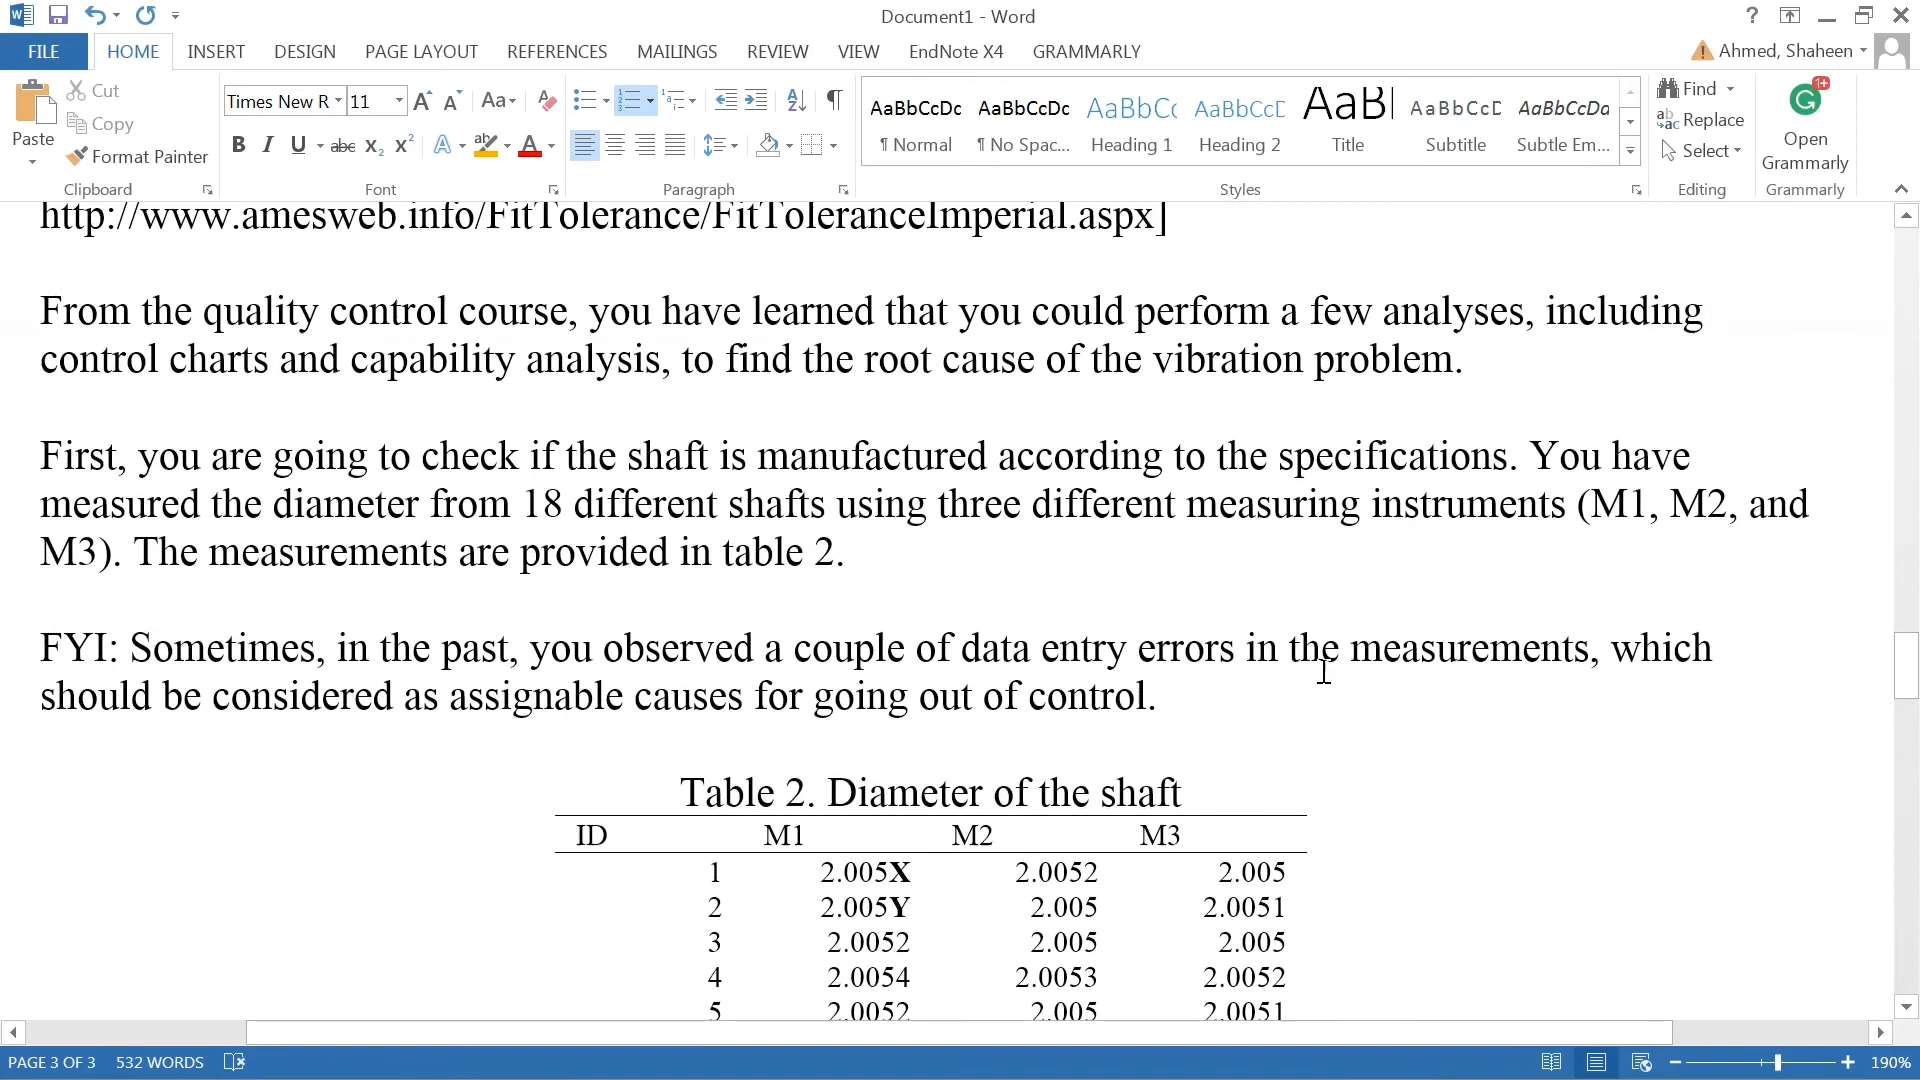 Document1 - Word
?
FILE HOME INSERT DESIGN PAGE LAYOUT REFERENCES MAILINGS REVIEW VIEW EndNote X4 GRAMMARLY Ahmed, Shaheen
Paste Cut Copy Format Painter
Clipboard
Times New R 11
Font
Paragraph
AaBbCcDc AaBbCcDc AaBbCc AaBbCcD AaBl AaBbCcD AaBbCcDa
¶ Normal ¶ No Spac... Heading 1 Heading 2 Title Subtitle Subtle Em...
Styles
Find
Replace
Select
Editing
1+
Open
Grammarly
Grammarly
http://www.amesweb.info/FitTolerance/FitToleranceImperial.aspx]
From the quality control course, you have learned that you could perform a few analyses, including
control charts and capability analysis, to find the root cause of the vibration problem.
First, you are going to check if the shaft is manufactured according to the specifications. You have
measured the diameter from 18 different shafts using three different measuring instruments (M1, M2, and
M3). The measurements are provided in table 2.
FYI: Sometimes, in the past, you observed a couple of data entry errors in the measurements, which
should be considered as assignable causes for going out of control.
Table 2. Diameter of the shaft
ID M1 M2 M3
1 2.005X 2.0052 2.005
2 2.005Y 2.005 2.0051
3 2.0052 2.005 2.005
4 2.0054 2.0053 2.0052
5 2.0052 2.005 2.0051
PAGE 3 OF 3 532 WORDS 190%